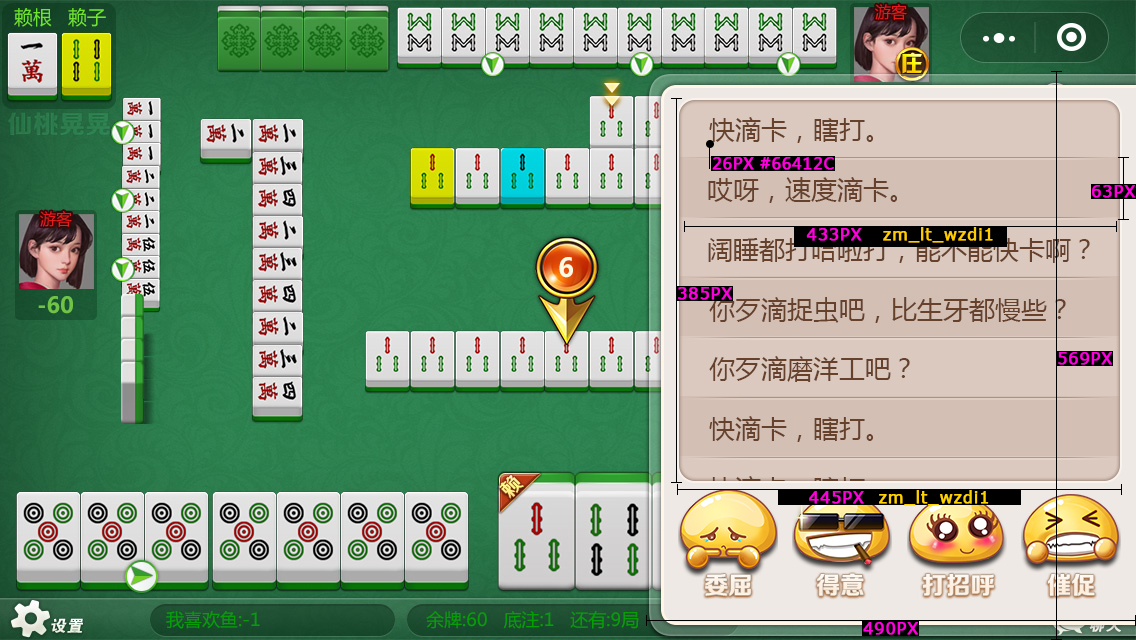 赖根 赖子
仙桃晃晃
游客
-60
游客
庄
6
快滴卡，瞎打。
26PX #66412C
哎呀，速度滴卡。
63PX
433PX zm_lt_wzdi1
阔睡都打哈啦打，能不能快卡啊？
385PX
你歹滴捉虫吧，比生牙都慢些？
569PX
你歹滴磨洋工吧？
快滴卡，瞎打。
445PX zm_lt_wzdi1
委屈
得意
打招呼
催促
赖
设置
我喜欢鱼:-1
余牌:60 底注:1 还有:9局
490PX
聊天